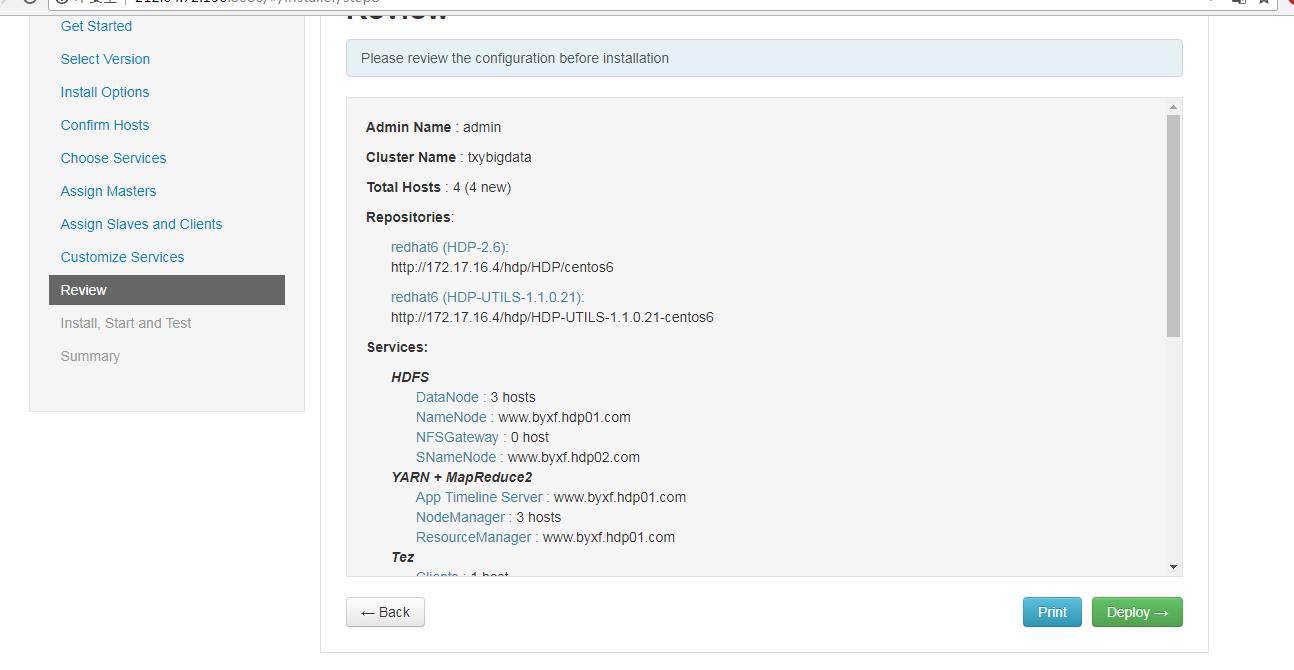 Get Started
Select Version
Install Options
Confirm Hosts
Choose Services
Assign Masters
Assign Slaves and Clients
Customize Services
Review
Install, Start and Test
Summary
Review
Please review the configuration before installation
Admin Name : admin
Cluster Name : txybigdata
Total Hosts : 4 (4 new)
Repositories:
redhat6 (HDP-2.6):
http://172.17.16.4/hdp/HDP/centos6
redhat6 (HDP-UTILS-1.1.0.21):
http://172.17.16.4/hdp/HDP-UTILS-1.1.0.21-centos6
Services:
HDFS
DataNode : 3 hosts
NameNode : www.byxf.hdp01.com
NFSGateway : 0 host
SNameNode : www.byxf.hdp02.com
YARN + MapReduce2
App Timeline Server : www.byxf.hdp01.com
NodeManager : 3 hosts
ResourceManager : www.byxf.hdp01.com
Tez
Clients : 1 host
← Back
Print
Deploy →